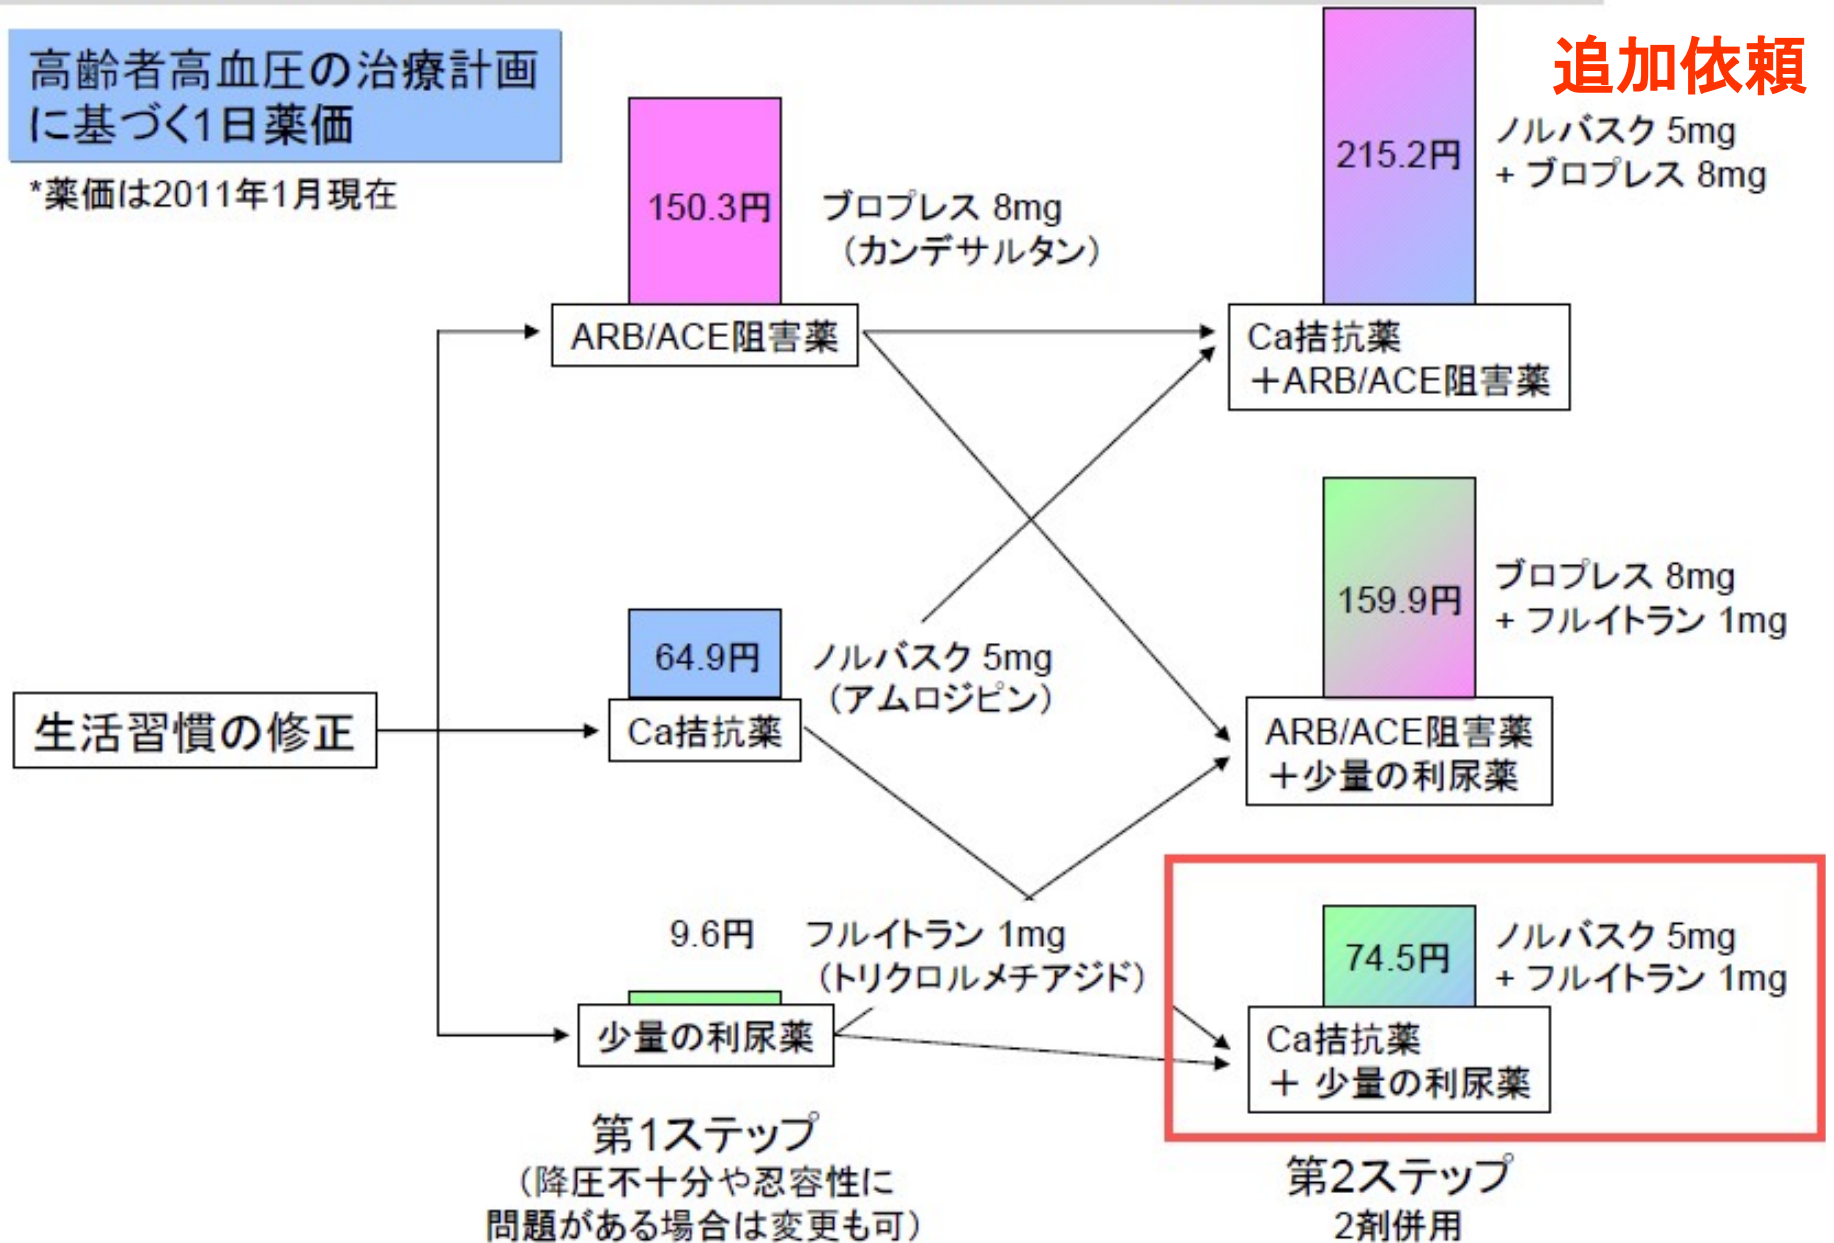 高齢者高血圧の治療計画
に基づく1日薬価
*薬価は2011年1月現在
追加依頼
150.3円
ブロプレス 8mg
（カンデサルタン）
ARB/ACE阻害薬
215.2円
ノルバスク 5mg
+ ブロプレス 8mg
Ca拮抗薬
＋ARB/ACE阻害薬
64.9円
ノルバスク 5mg
（アムロジピン）
Ca拮抗薬
159.9円
ブロプレス 8mg
+ フルイトラン 1mg
ARB/ACE阻害薬
＋少量の利尿薬
生活習慣の修正
9.6円
フルイトラン 1mg
（トリクロルメチアジド）
少量の利尿薬
74.5円
ノルバスク 5mg
+ フルイトラン 1mg
Ca拮抗薬
＋ 少量の利尿薬
第1ステップ
（降圧不十分や忍容性に
問題がある場合は変更も可）
第2ステップ
2剤併用